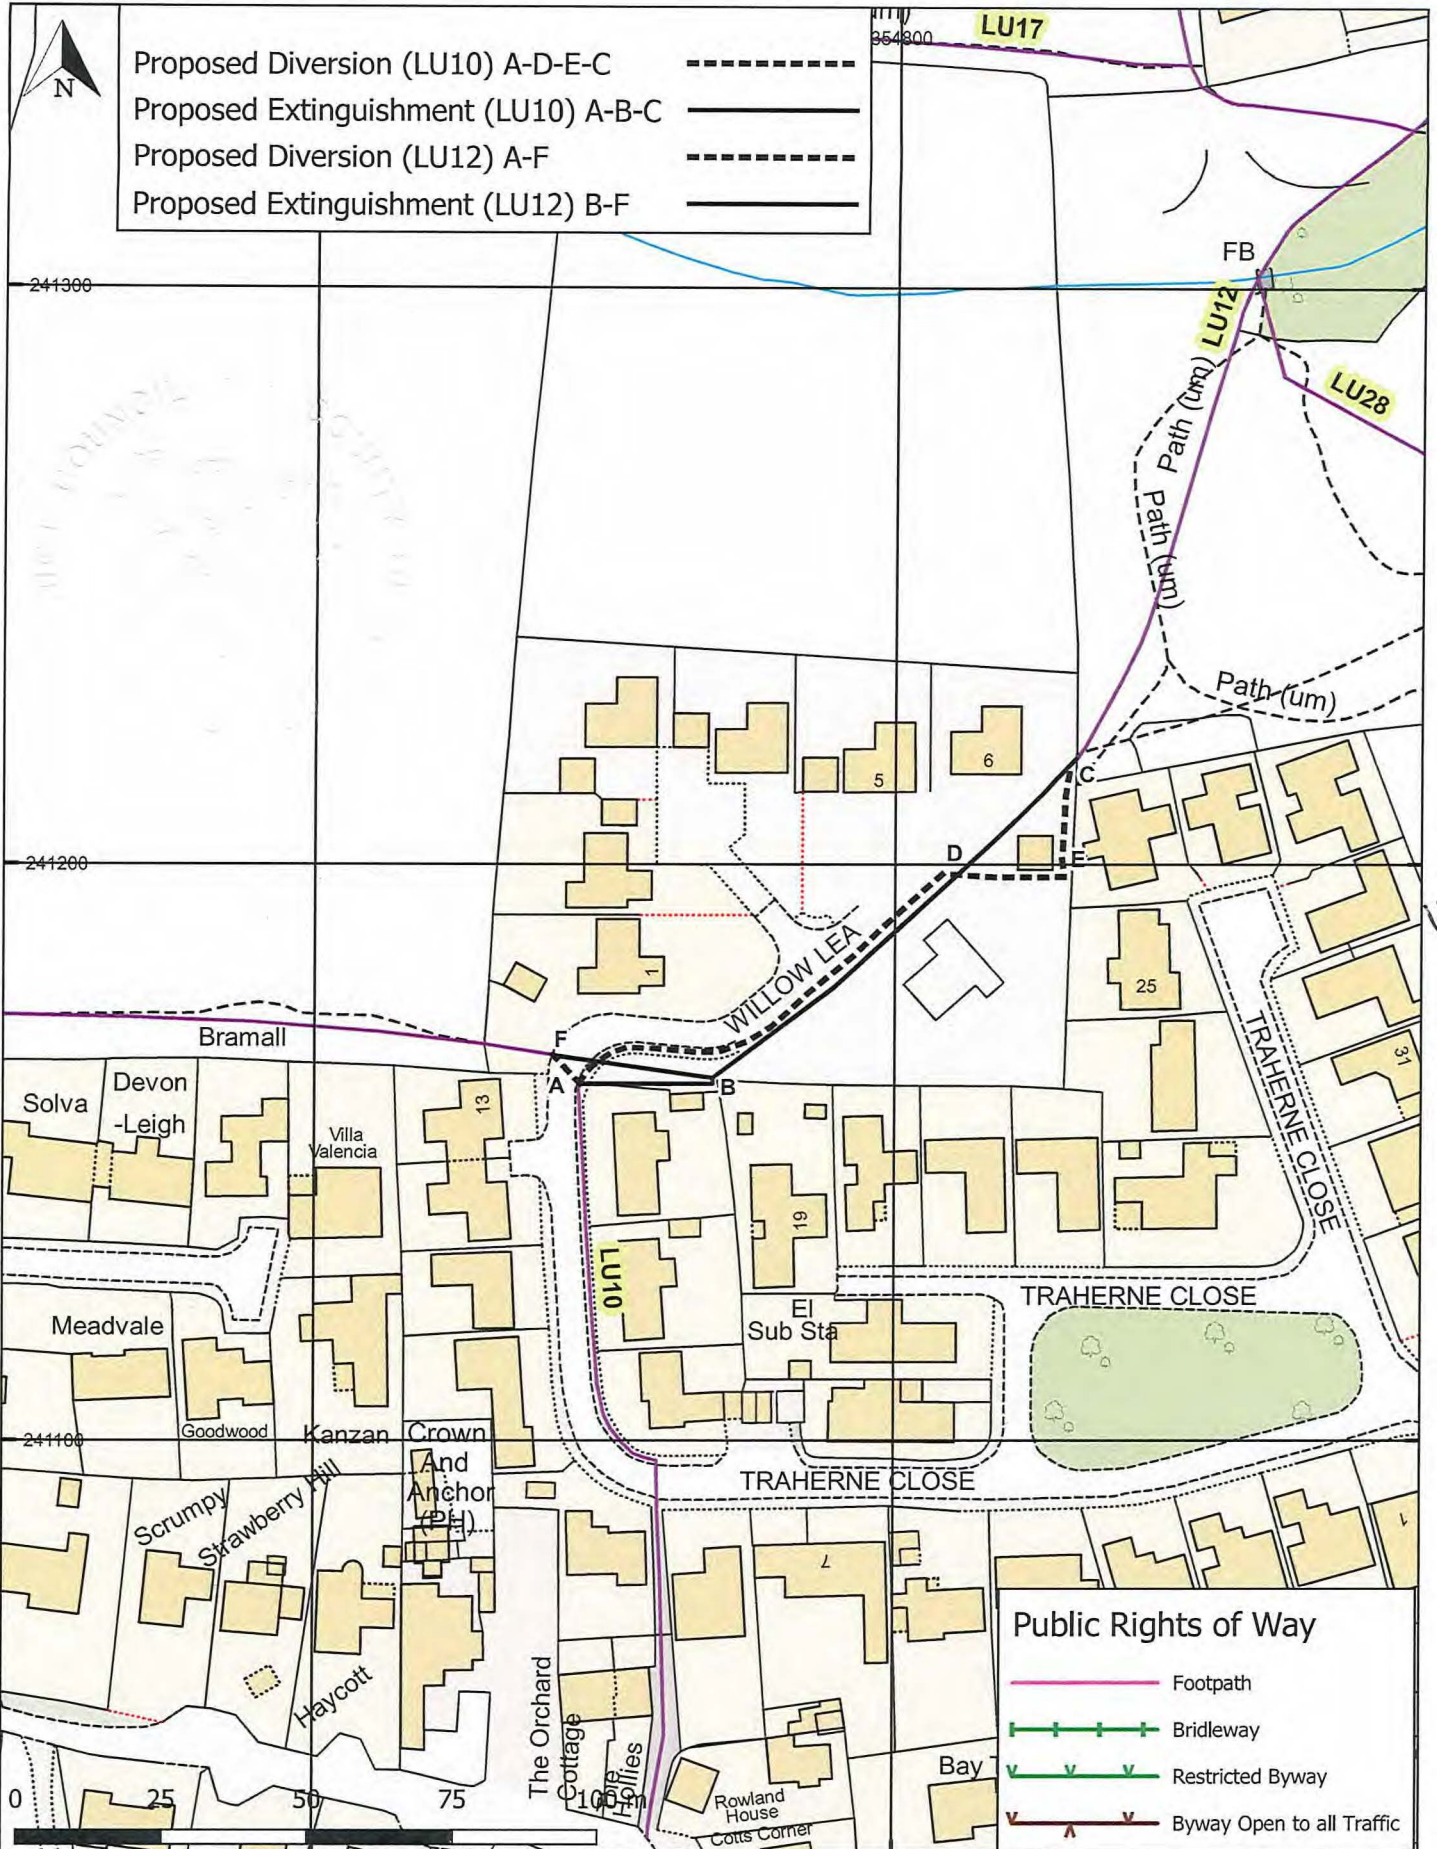 N
Proposed Diversion (LU10) A-D-E-C
Proposed Extinguishment (LU10) A-B-C
Proposed Diversion (LU12) A-F
Proposed Extinguishment (LU12) B-F
354800
LU17
FB
241300
LU12
Path (um)
LU28
Path (um)
Path (um)
5
6
C
D
E
241200
WILLOW LEA
1
25
TRAHERNE CLOSE
31
Bramall
F
A
B
Solva
Devon
-Leigh
13
Villa
Valencia
19
LU10
El
Sub Sta
TRAHERNE CLOSE
Meadvale
Goodwood
Kanzan
241100
Crown
And
Anchor
(PH)
TRAHERNE CLOSE
Scrumpy
Strawberry Hill
7
1
Haycott
The Orchard
Cottage
Hollies
Rowland
House
Cotts Corner
Bay
Public Rights of Way
Footpath
Bridleway
Restricted Byway
Byway Open to all Traffic
0 25 50 75 100 m